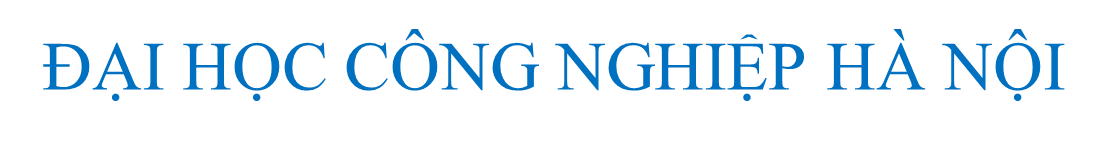 ĐẠI HỌC CÔNG NGHIỆP HÀ NỘI